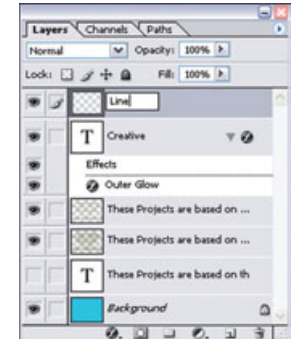 Layers Channels Paths
Normal Opacity: 100%
Lock: Fill: 100%
Line
T Creative
Effects
Outer Glow
These Projects are based on ...
These Projects are based on ...
T These Projects are based on th
Background